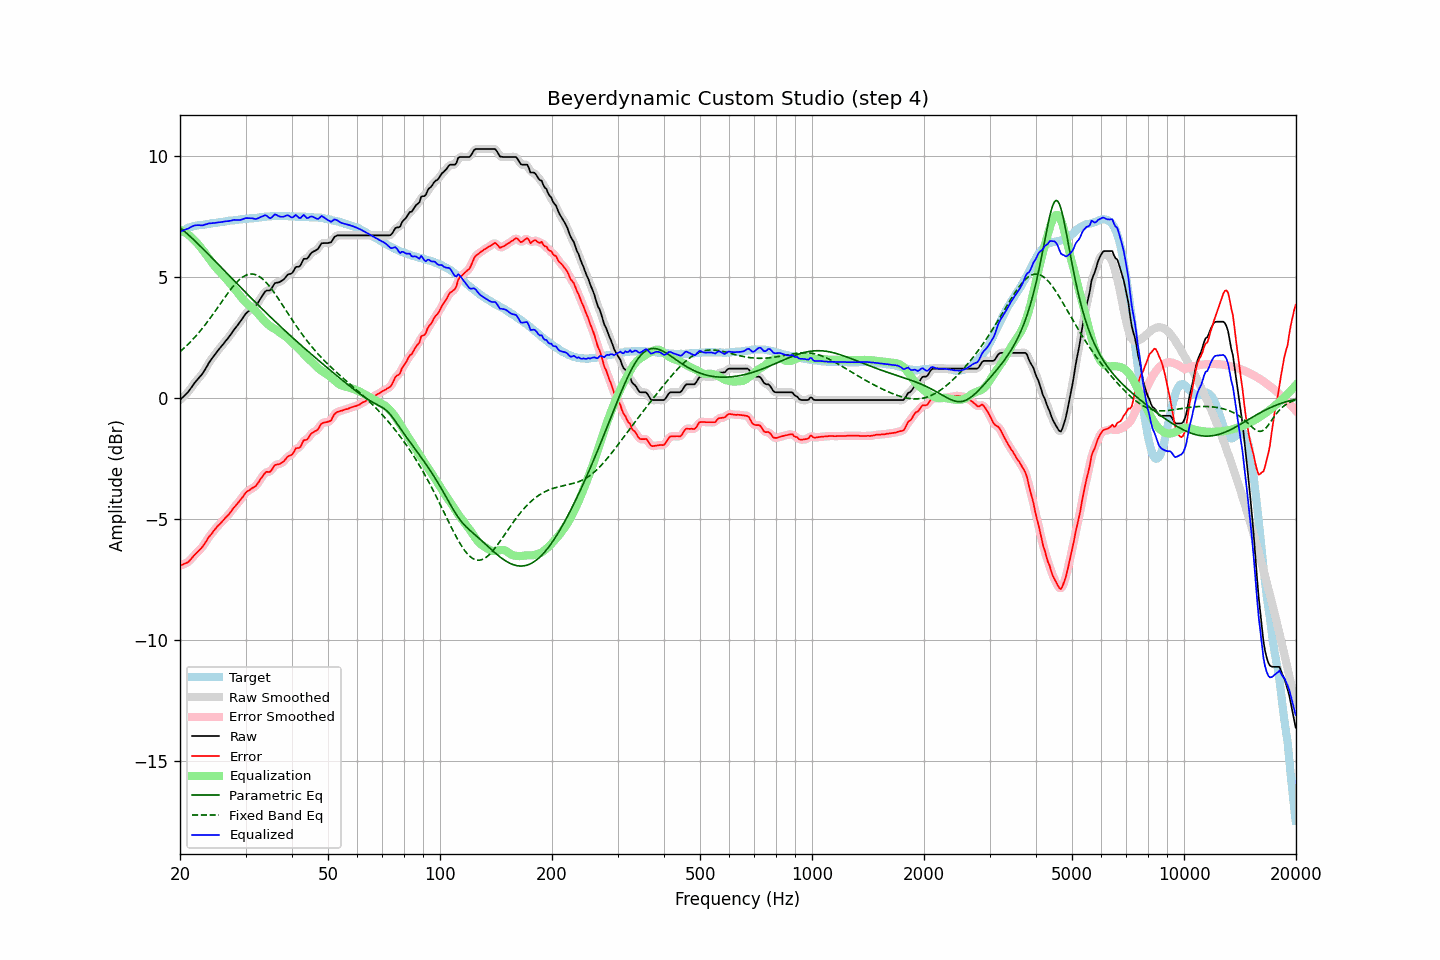 Beyerdynamic Custom Studio (step 4)
Amplitude (dBr)
10
5
0
−5
−10
−15
Target
Raw Smoothed
Error Smoothed
Raw
Error
Equalization
Parametric Eq
Fixed Band Eq
Equalized
20 50 100 200 500 1000 2000 5000 10000 20000
Frequency (Hz)